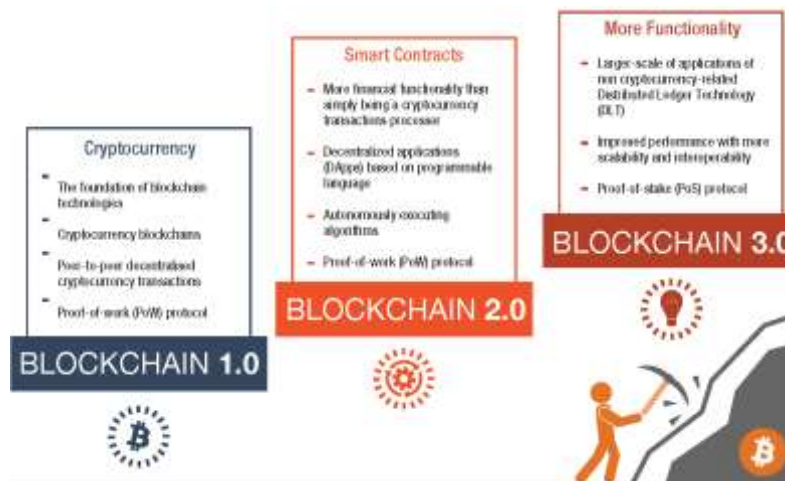 Cryptocurrency
- The foundation of blockchain
technologies
- Cryptocurrency blockchains
- Peer-to-peer decentralised
cryptocurrency transactions
- Proof-of-work (PoW) protocol
BLOCKCHAIN 1.0
Smart Contracts
- More financial functionality than
simply being a cryptocurrency
transactions processor
- Decentralized applications
(DApps) based on programmable
language
- Autonomously executing
algorithms
- Proof-of-work (PoW) protocol
BLOCKCHAIN 2.0
More Functionality
- Larger-scale of applications of
non cryptocurrency-related
Distributed Ledger Technology
(DLT)
- Improved performance with more
scalability and interoperability
- Proof-of-stake (PoS) protocol
BLOCKCHAIN 3.0